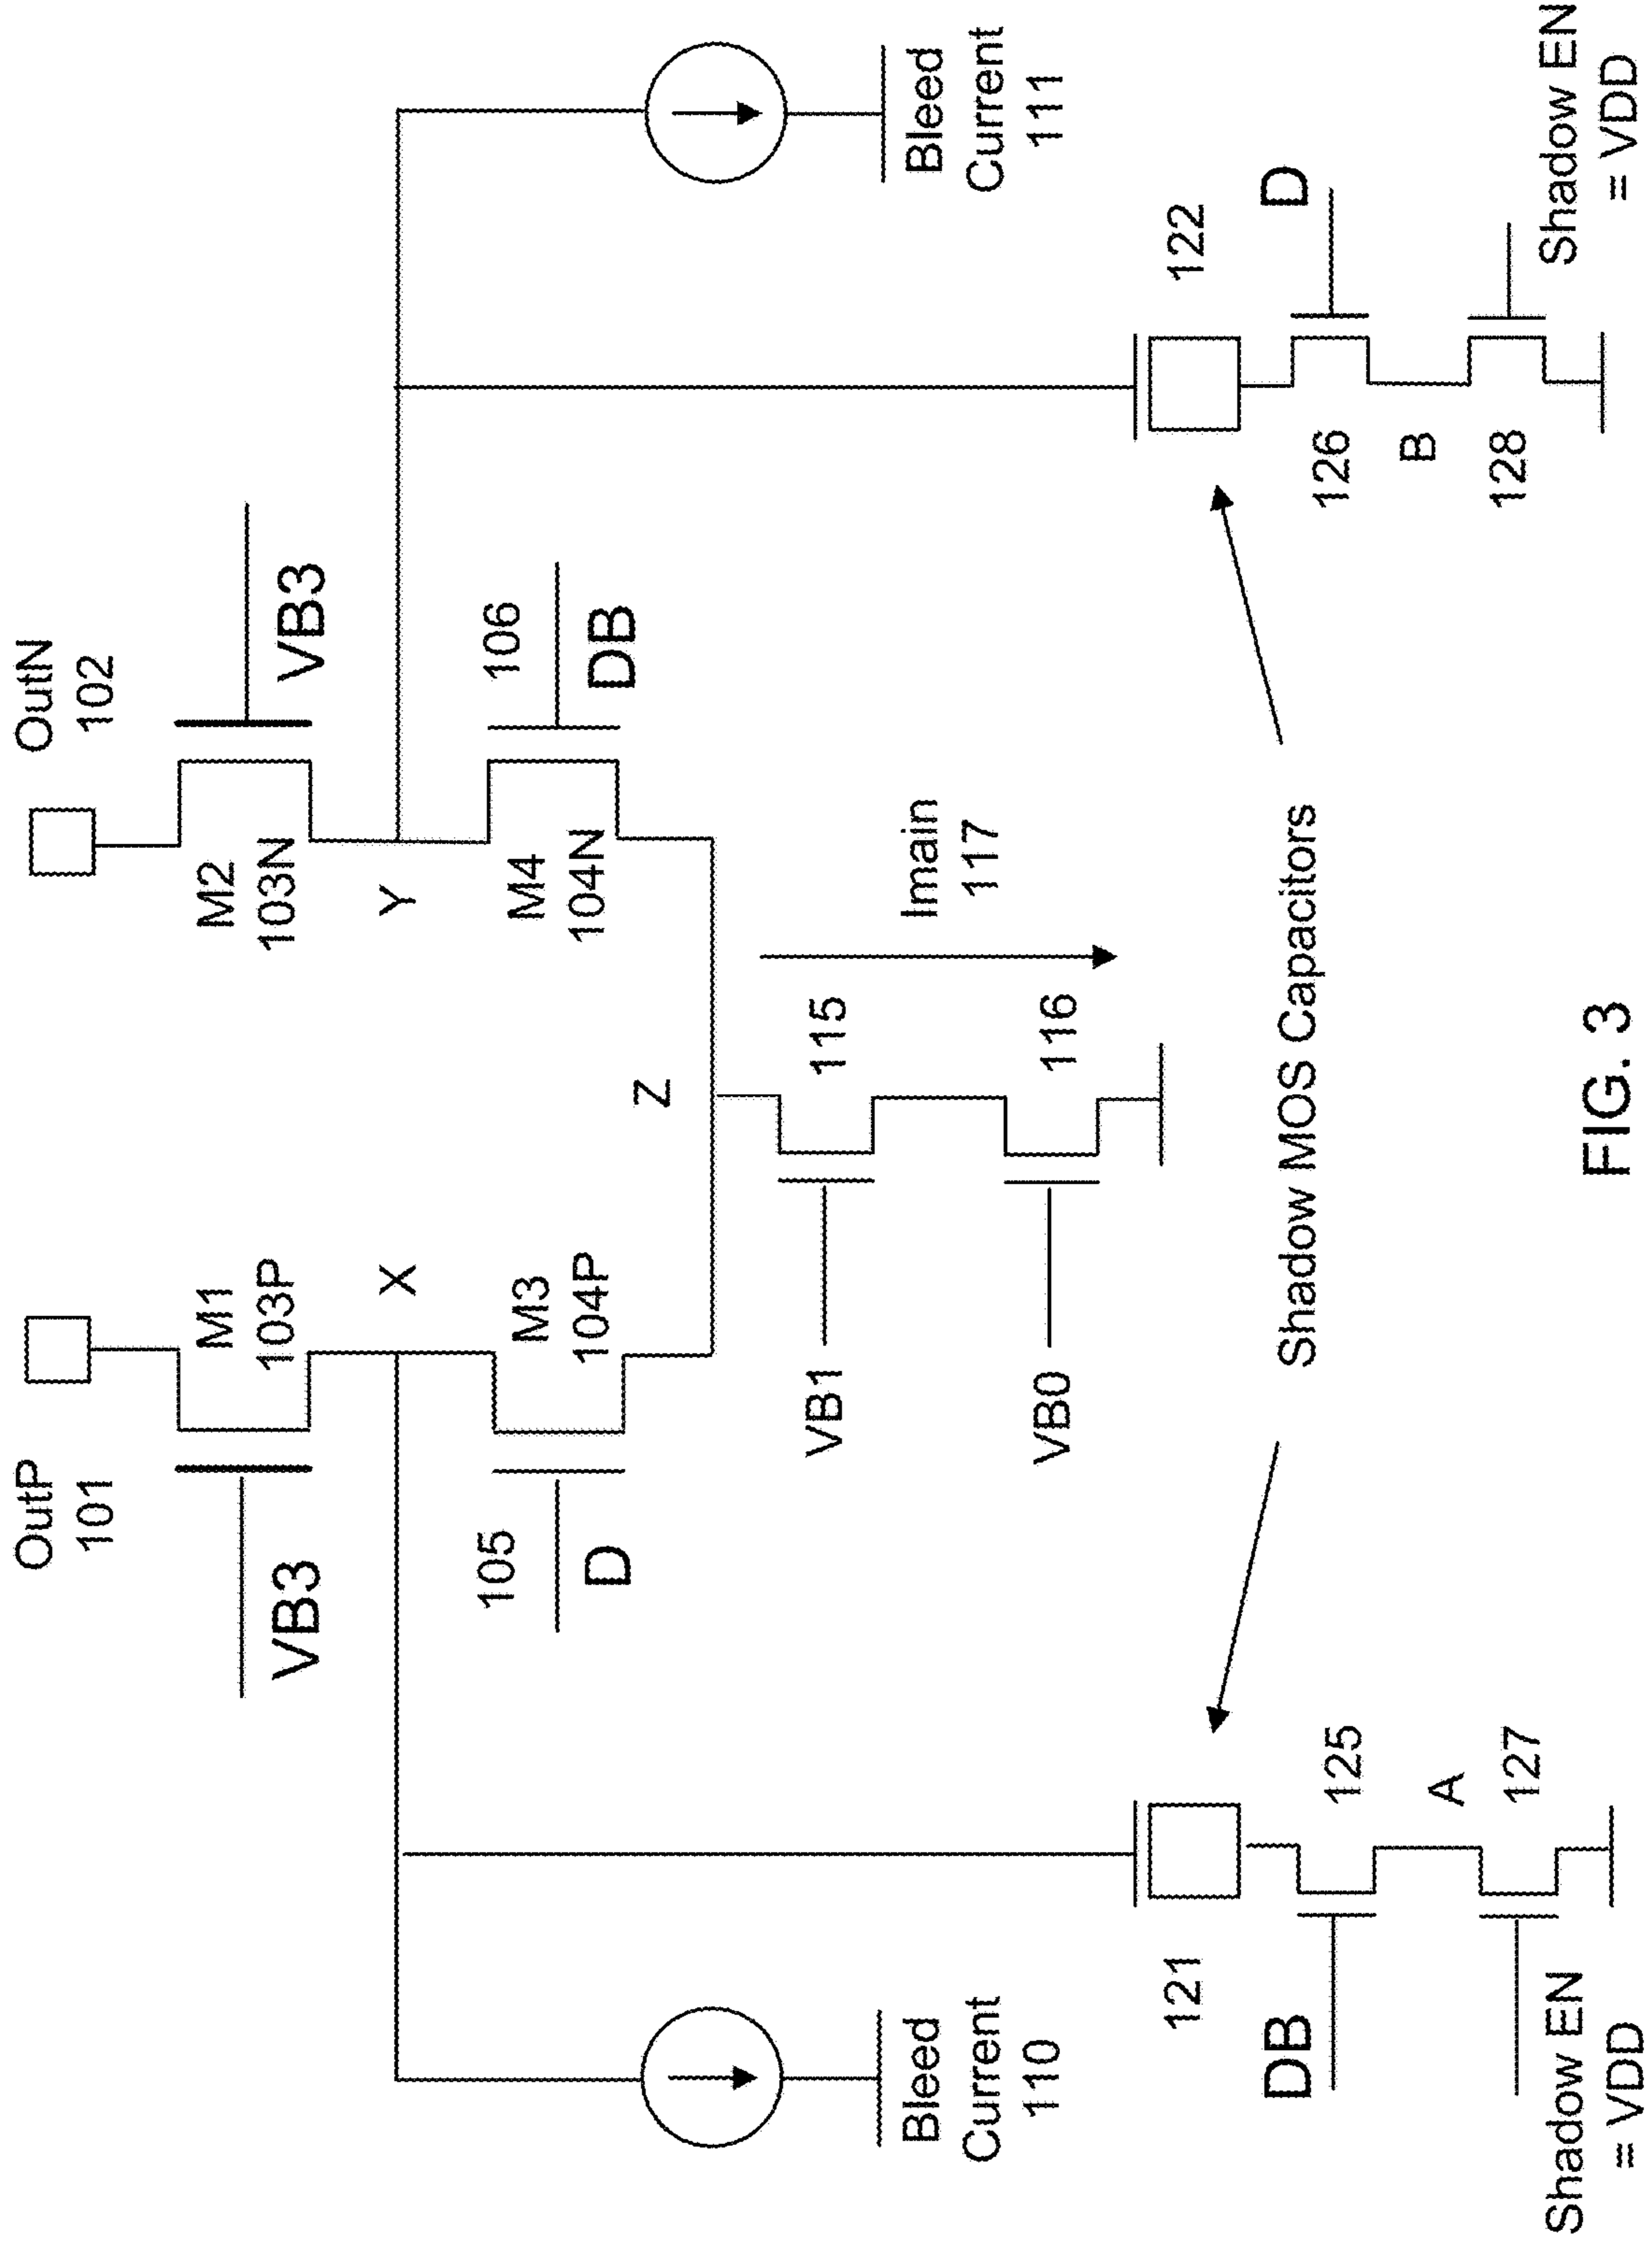 OutP
101
OutN
102
M1
103P
M2
103N
VB3
VB3
X
Y
105
D
M3
104P
M4
104N
106
DB
Z
Bleed
Current
110
VB1
115
Imain
117
Bleed
Current
111
VB0
116
121
122
DB
125
126
D
A
B
127
128
Shadow MOS Capacitors
Shadow EN
= VDD
Shadow EN
= VDD
FIG. 3